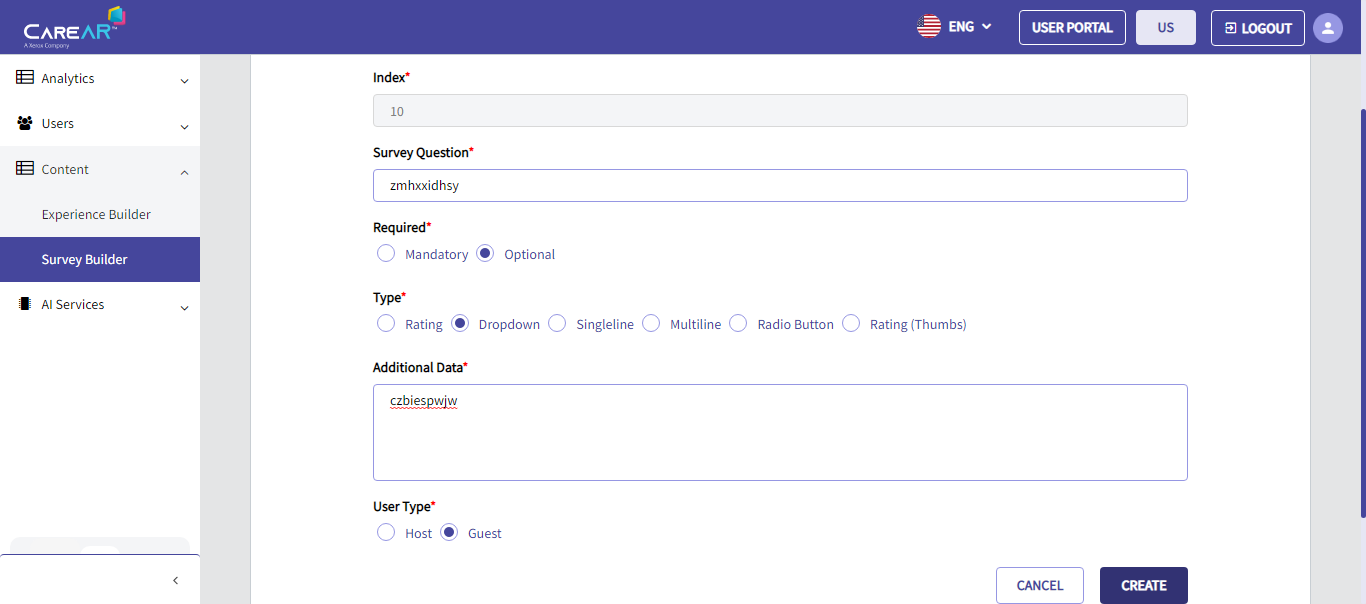 CAREAR™
A Xerox Company
ENG
USER PORTAL
US
LOGOUT
Analytics
Users
Content
Experience Builder
Survey Builder
AI Services
Index*
10
Survey Question*
zmhxxidhsy
Required*
Mandatory Optional
Type*
Rating Dropdown Singleline Multiline Radio Button Rating (Thumbs)
Additional Data*
czbiespwjw
User Type*
Host Guest
CANCEL CREATE